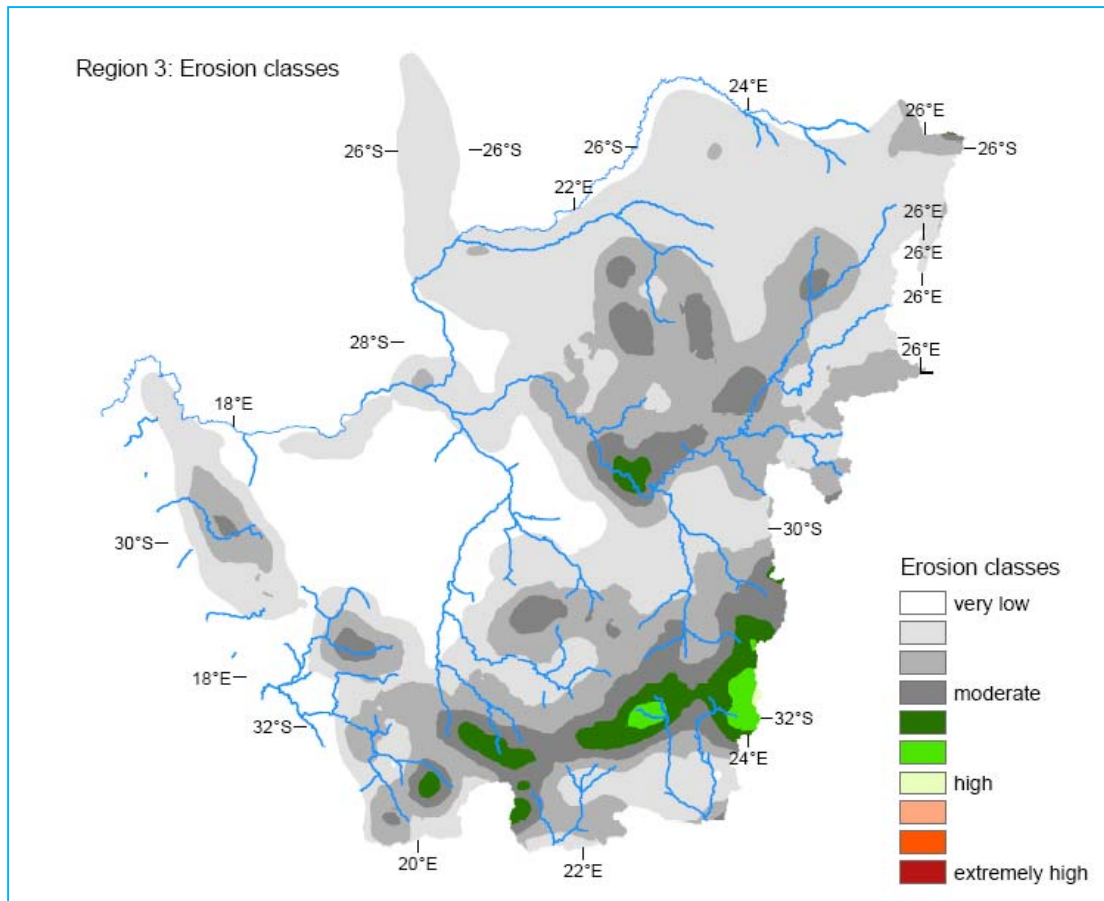 Region 3: Erosion classes
24°E
26°E
26°S
26°S
26°S
26°S
22°E
26°E
26°E
26°E
28°S
26°E
18°E
30°S
30°S
Erosion classes
very low
18°E
moderate
32°S
32°S
24°E
high
20°E
22°E
extremely high